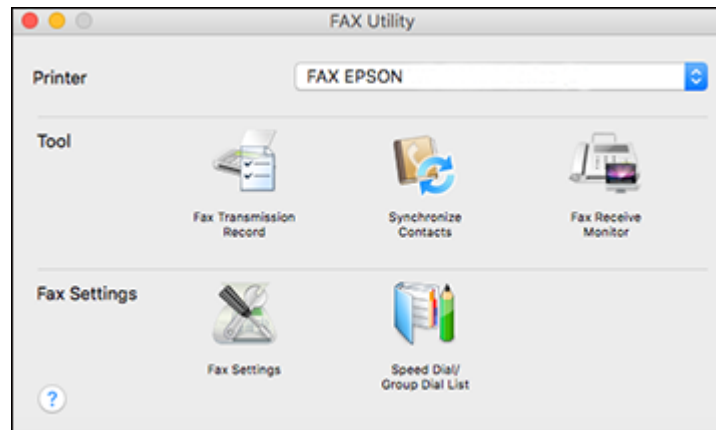 FAX Utility
Printer
FAX EPSON
Tool
Fax Transmission
Record
Synchronize
Contacts
Fax Receive
Monitor
Fax Settings
Fax Settings
Speed Dial/
Group Dial List
?